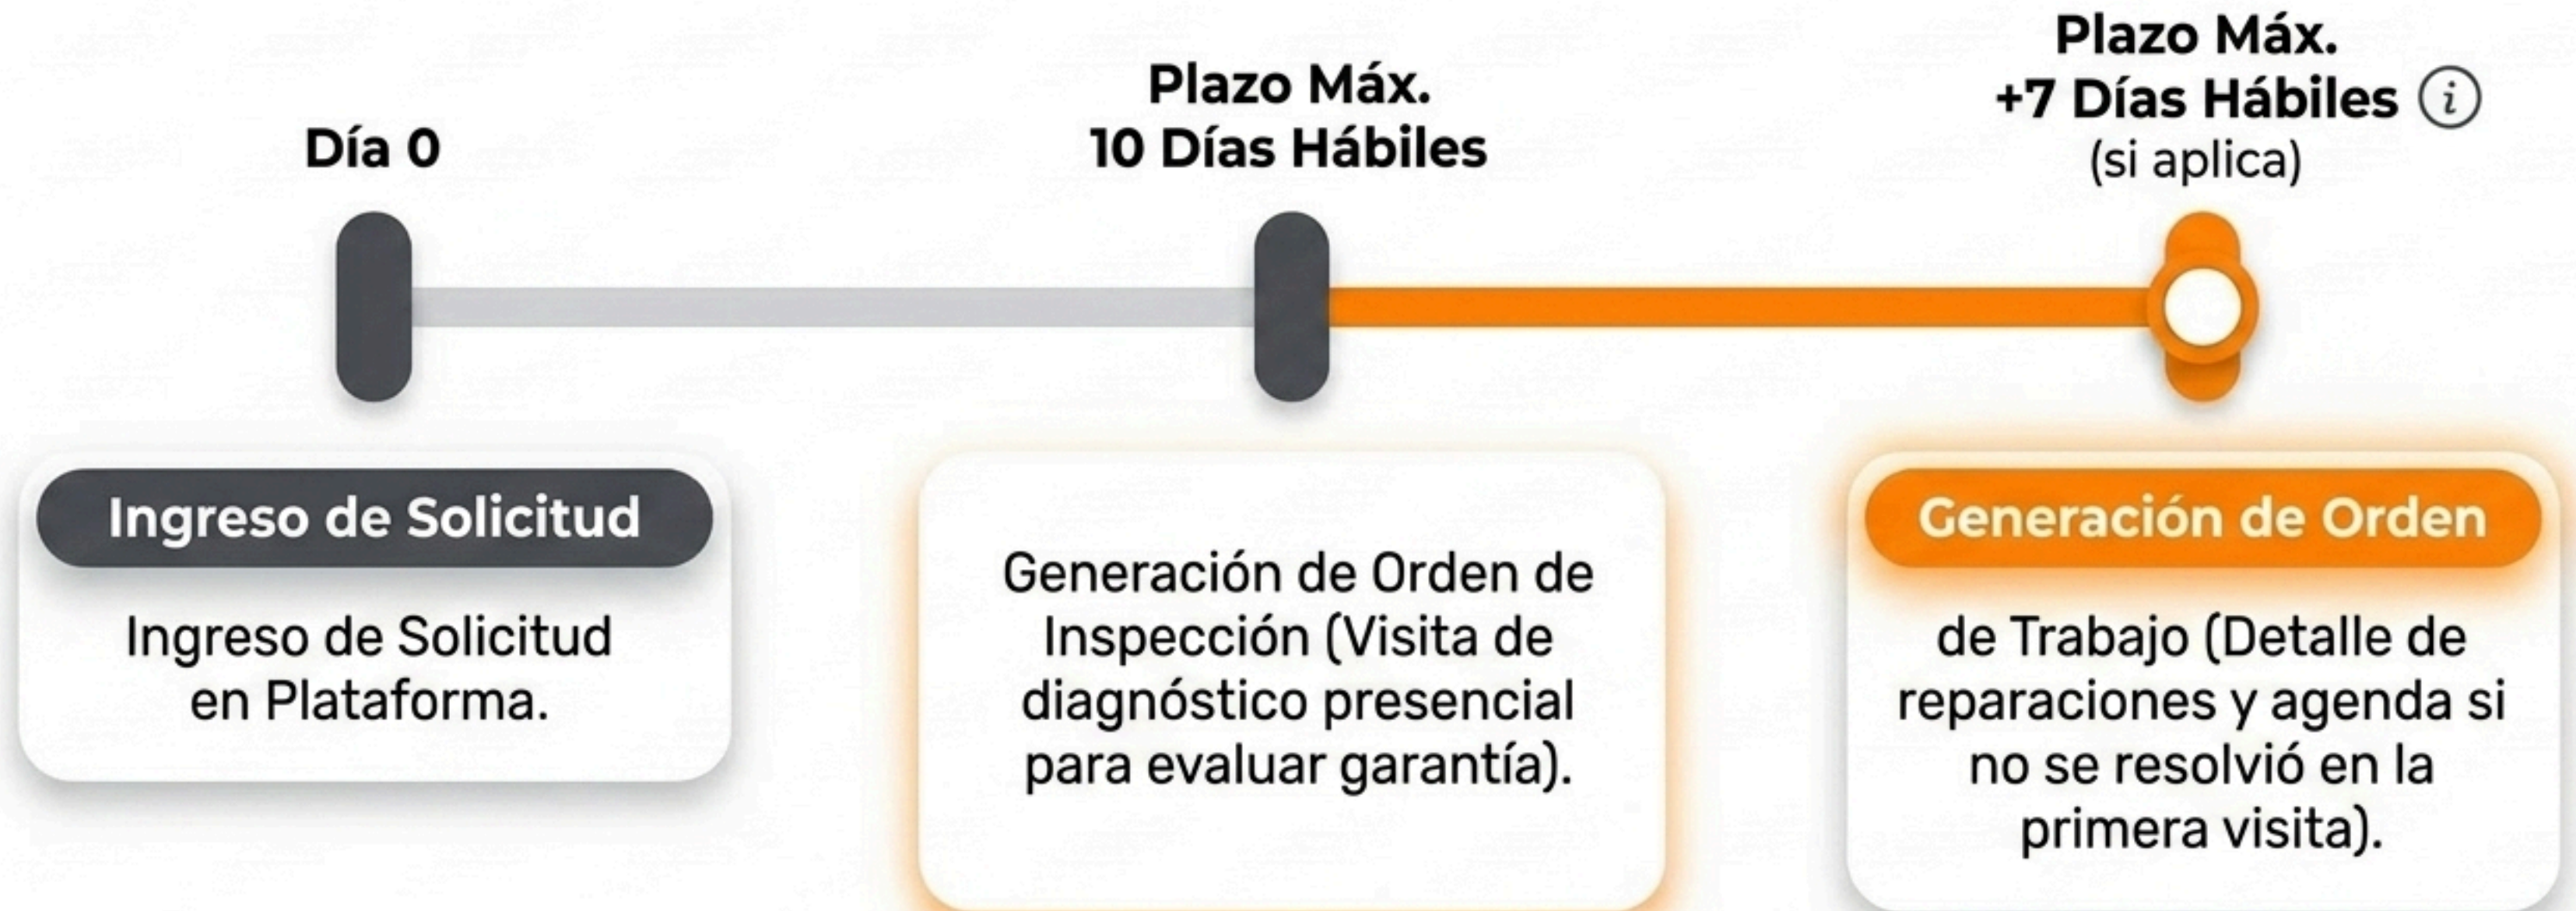 Día 0
Plazo Máx.
10 Días Hábiles
Plazo Máx.
+7 Días Hábiles i
(si aplica)
Ingreso de Solicitud
Ingreso de Solicitud
en Plataforma.
Generación de Orden de
Inspección (Visita de
diagnóstico presencial
para evaluar garantía).
Generación de Orden
de Trabajo (Detalle de
reparaciones y agenda si
no se resolvió en la
primera visita).